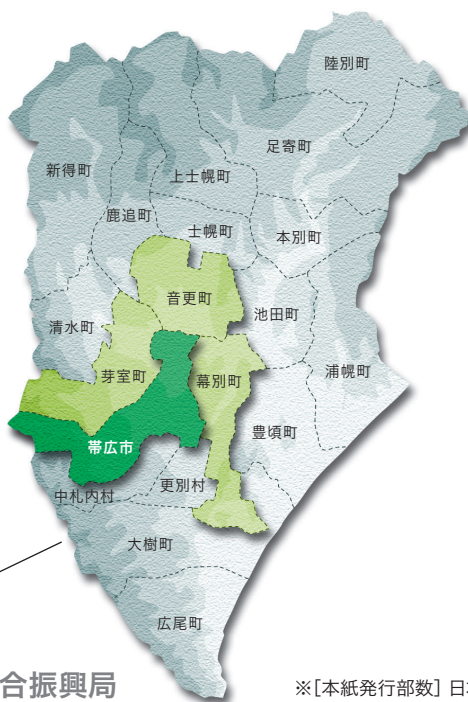 陸別町
足寄町
新得町
上士幌町
鹿追町
士幌町
本別町
音更町
池田町
清水町
浦幌町
芽室町
幕別町
豊頃町
帯広市
更別村
中札内村
大樹町
広尾町
合振興局
※[本紙発行部数] 日